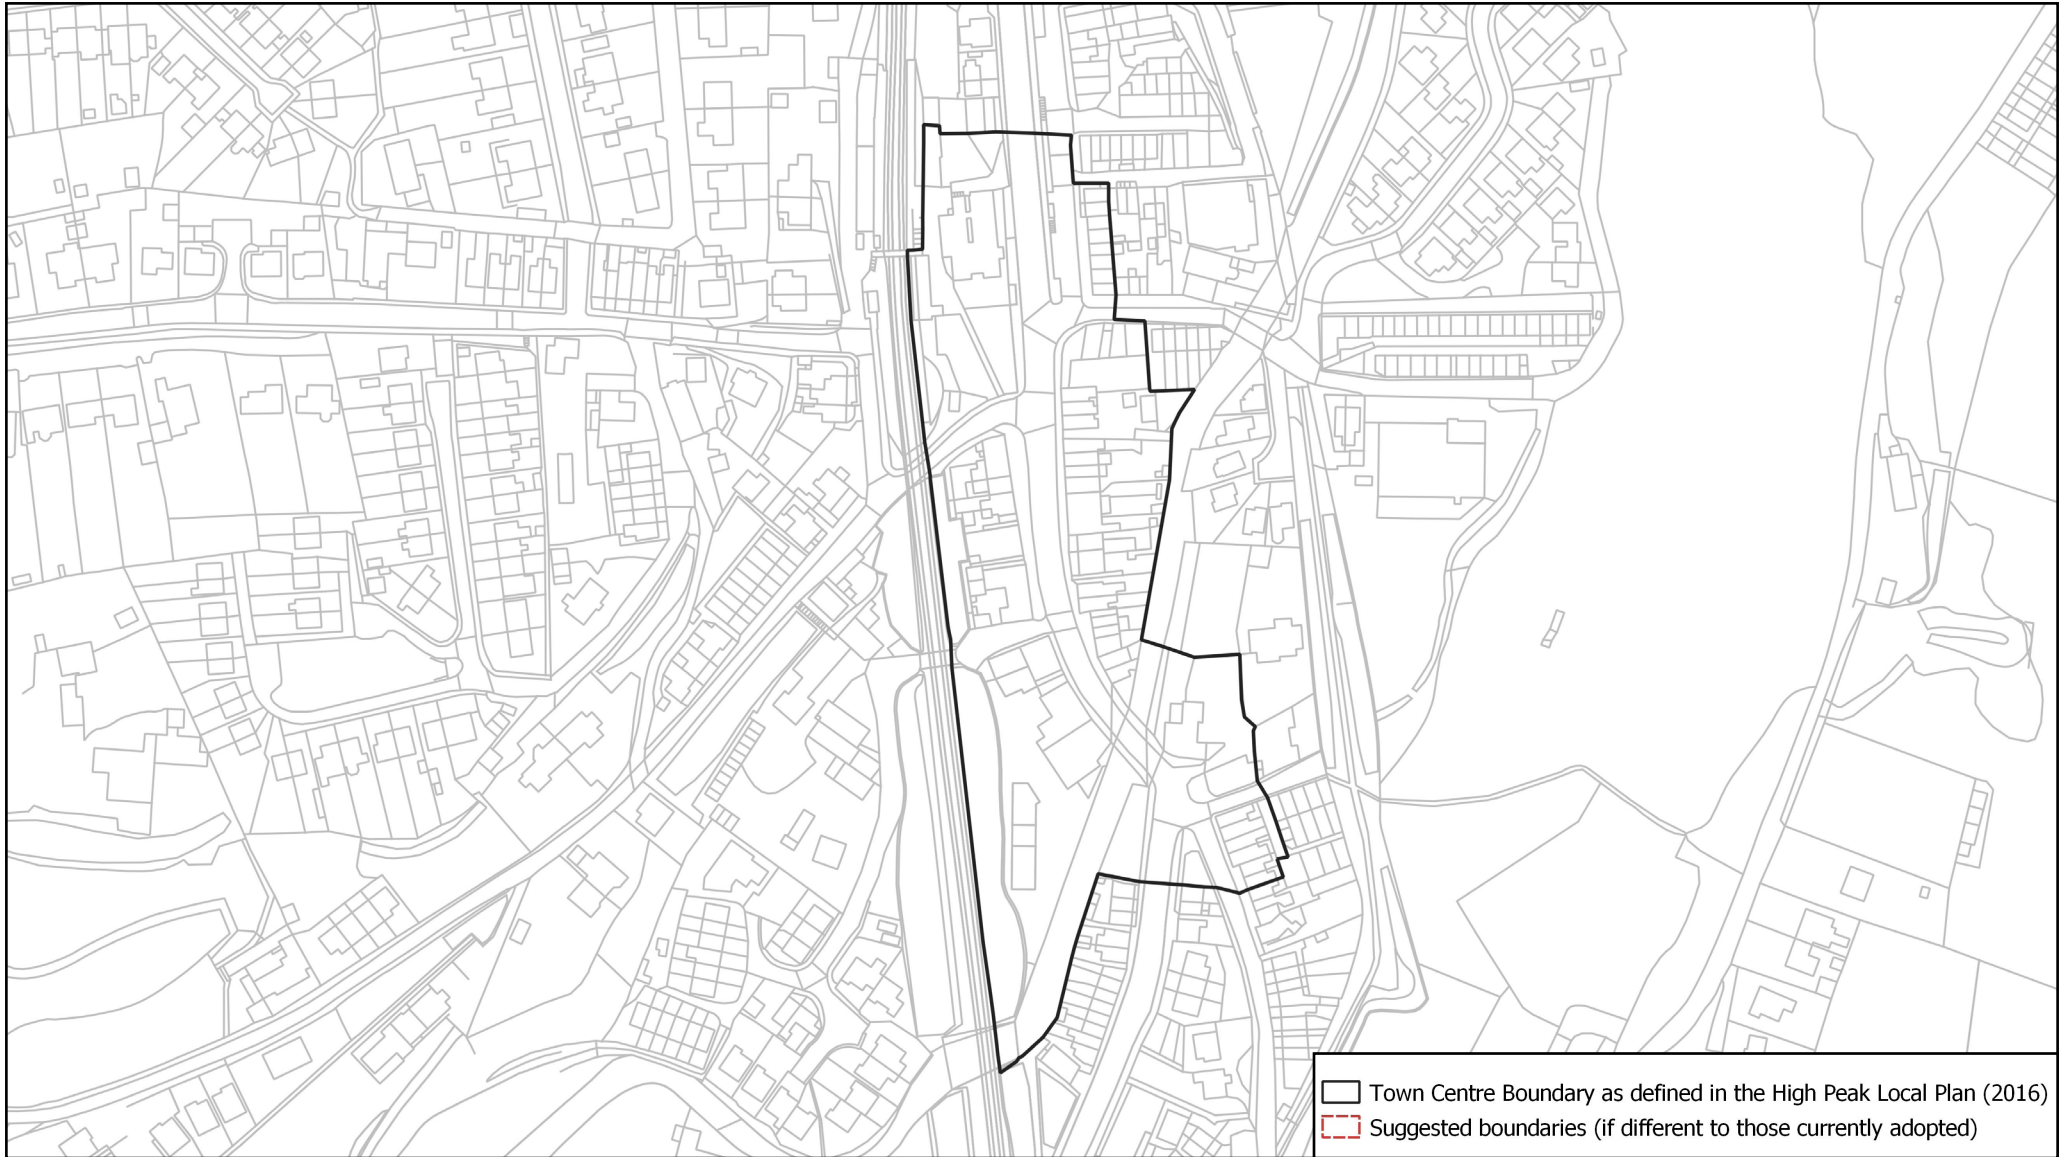 Town Centre Boundary as defined in the High Peak Local Plan (2016)
Suggested boundaries (if different to those currently adopted)